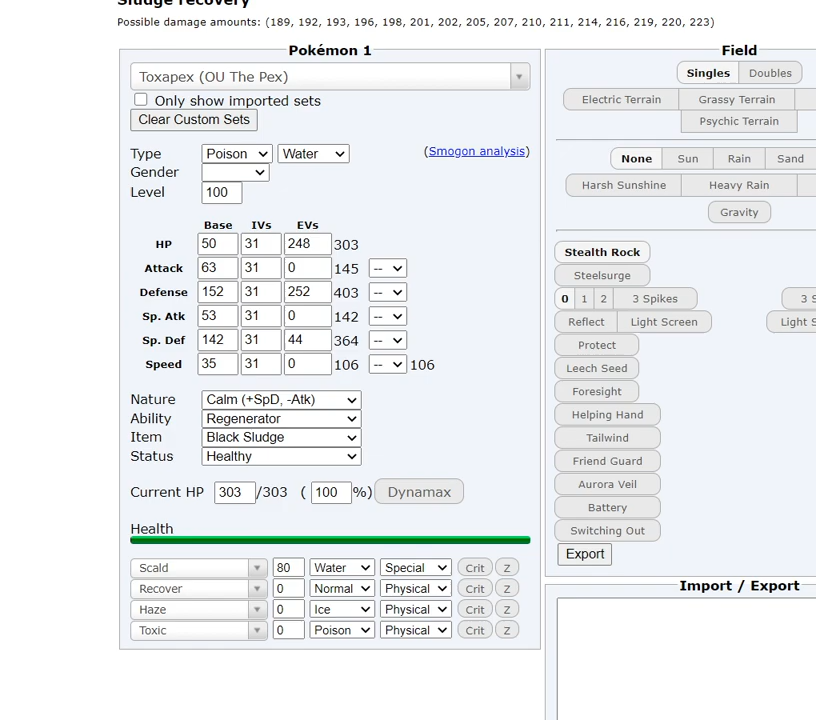 Sludge recovery
Possible damage amounts: (189, 192, 193, 196, 198, 201, 202, 205, 207, 210, 211, 214, 216, 219, 220, 223)
Pokémon 1
Toxapex (OU The Pex)
Only show imported sets
Clear Custom Sets
Type Poison Water (Smogon analysis)
Gender
Level 100
Base IVs EVs
HP 50 31 248 303
Attack 63 31 0 145 --
Defense 152 31 252 403 --
Sp. Atk 53 31 0 142 --
Sp. Def 142 31 44 364 --
Speed 35 31 0 106 -- 106
Nature Calm (+SpD, -Atk)
Ability Regenerator
Item Black Sludge
Status Healthy
Current HP 303 /303 ( 100 %) Dynamax
Health
Scald 80 Water Special Crit Z
Recover 0 Normal Physical Crit Z
Haze 0 Ice Physical Crit Z
Toxic 0 Poison Physical Crit Z
Field
Singles Doubles
Electric Terrain Grassy Terrain
Psychic Terrain
None Sun Rain Sand
Harsh Sunshine Heavy Rain
Gravity
Stealth Rock
Steelsurge
0 1 2 3 Spikes 3 S
Reflect Light Screen Light S
Protect
Leech Seed
Foresight
Helping Hand
Tailwind
Friend Guard
Aurora Veil
Battery
Switching Out
Export
Import / Export